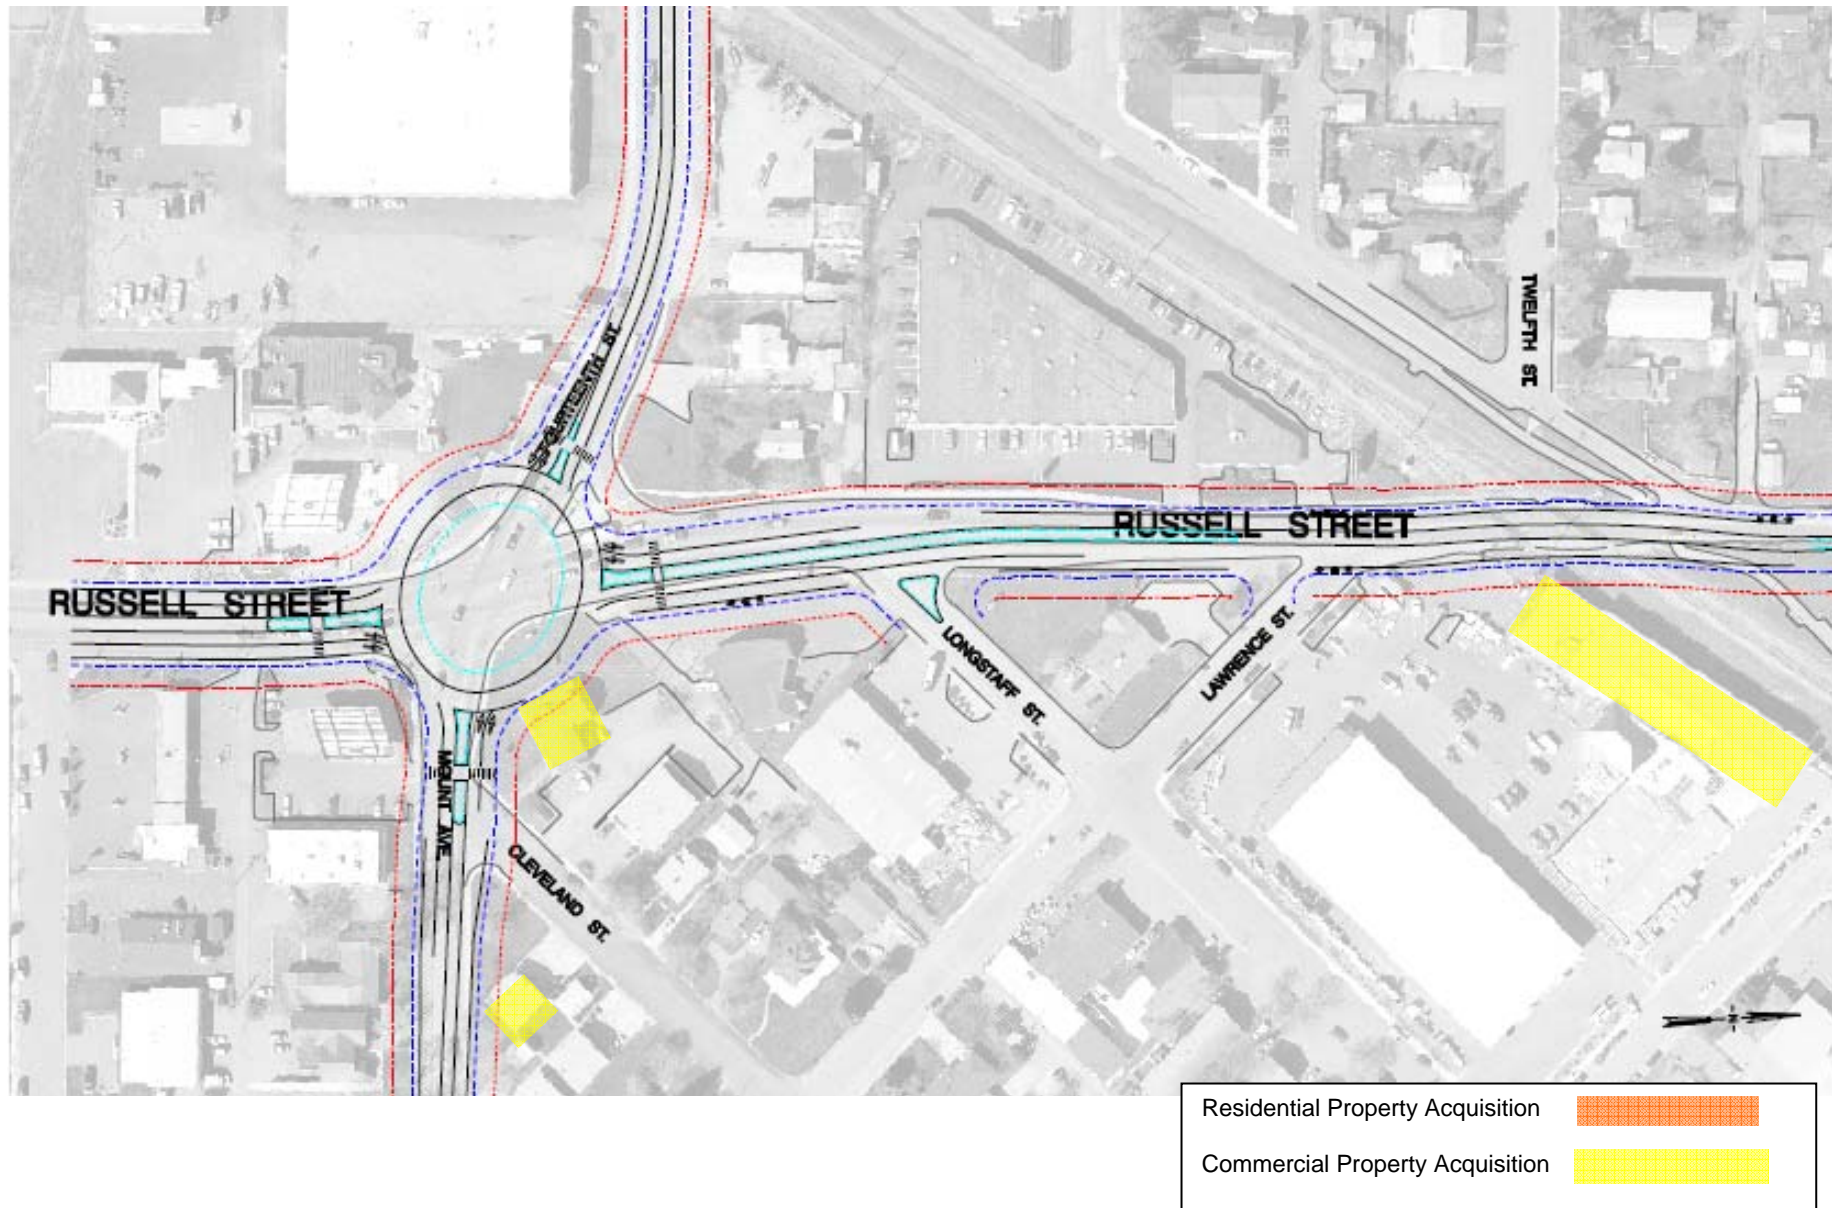 TWELFTH ST.
FOURTEENTH ST.
RUSSELL STREET
RUSSELL STREET
LONGSTAFF ST.
LAWRENCE ST.
MOUNT AVE.
CLEVELAND ST.
N
Residential Property Acquisition
Commercial Property Acquisition